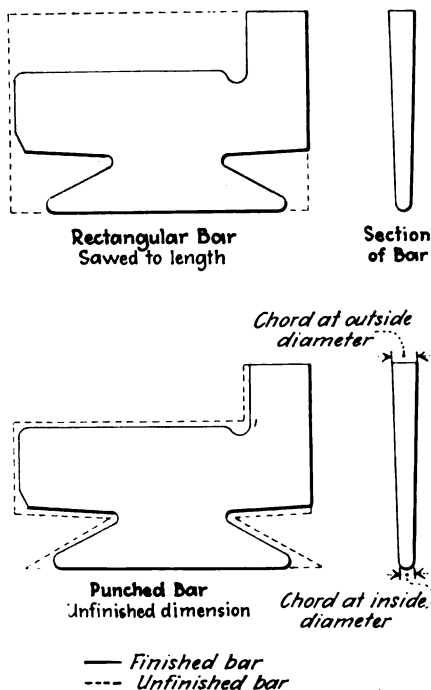 Rectangular Bar
Sawed to length
Section
of Bar
Chord at outside
diameter
Punched Bar
Unfinished dimension
Chord at inside
diameter
Finished bar
Unfinished bar